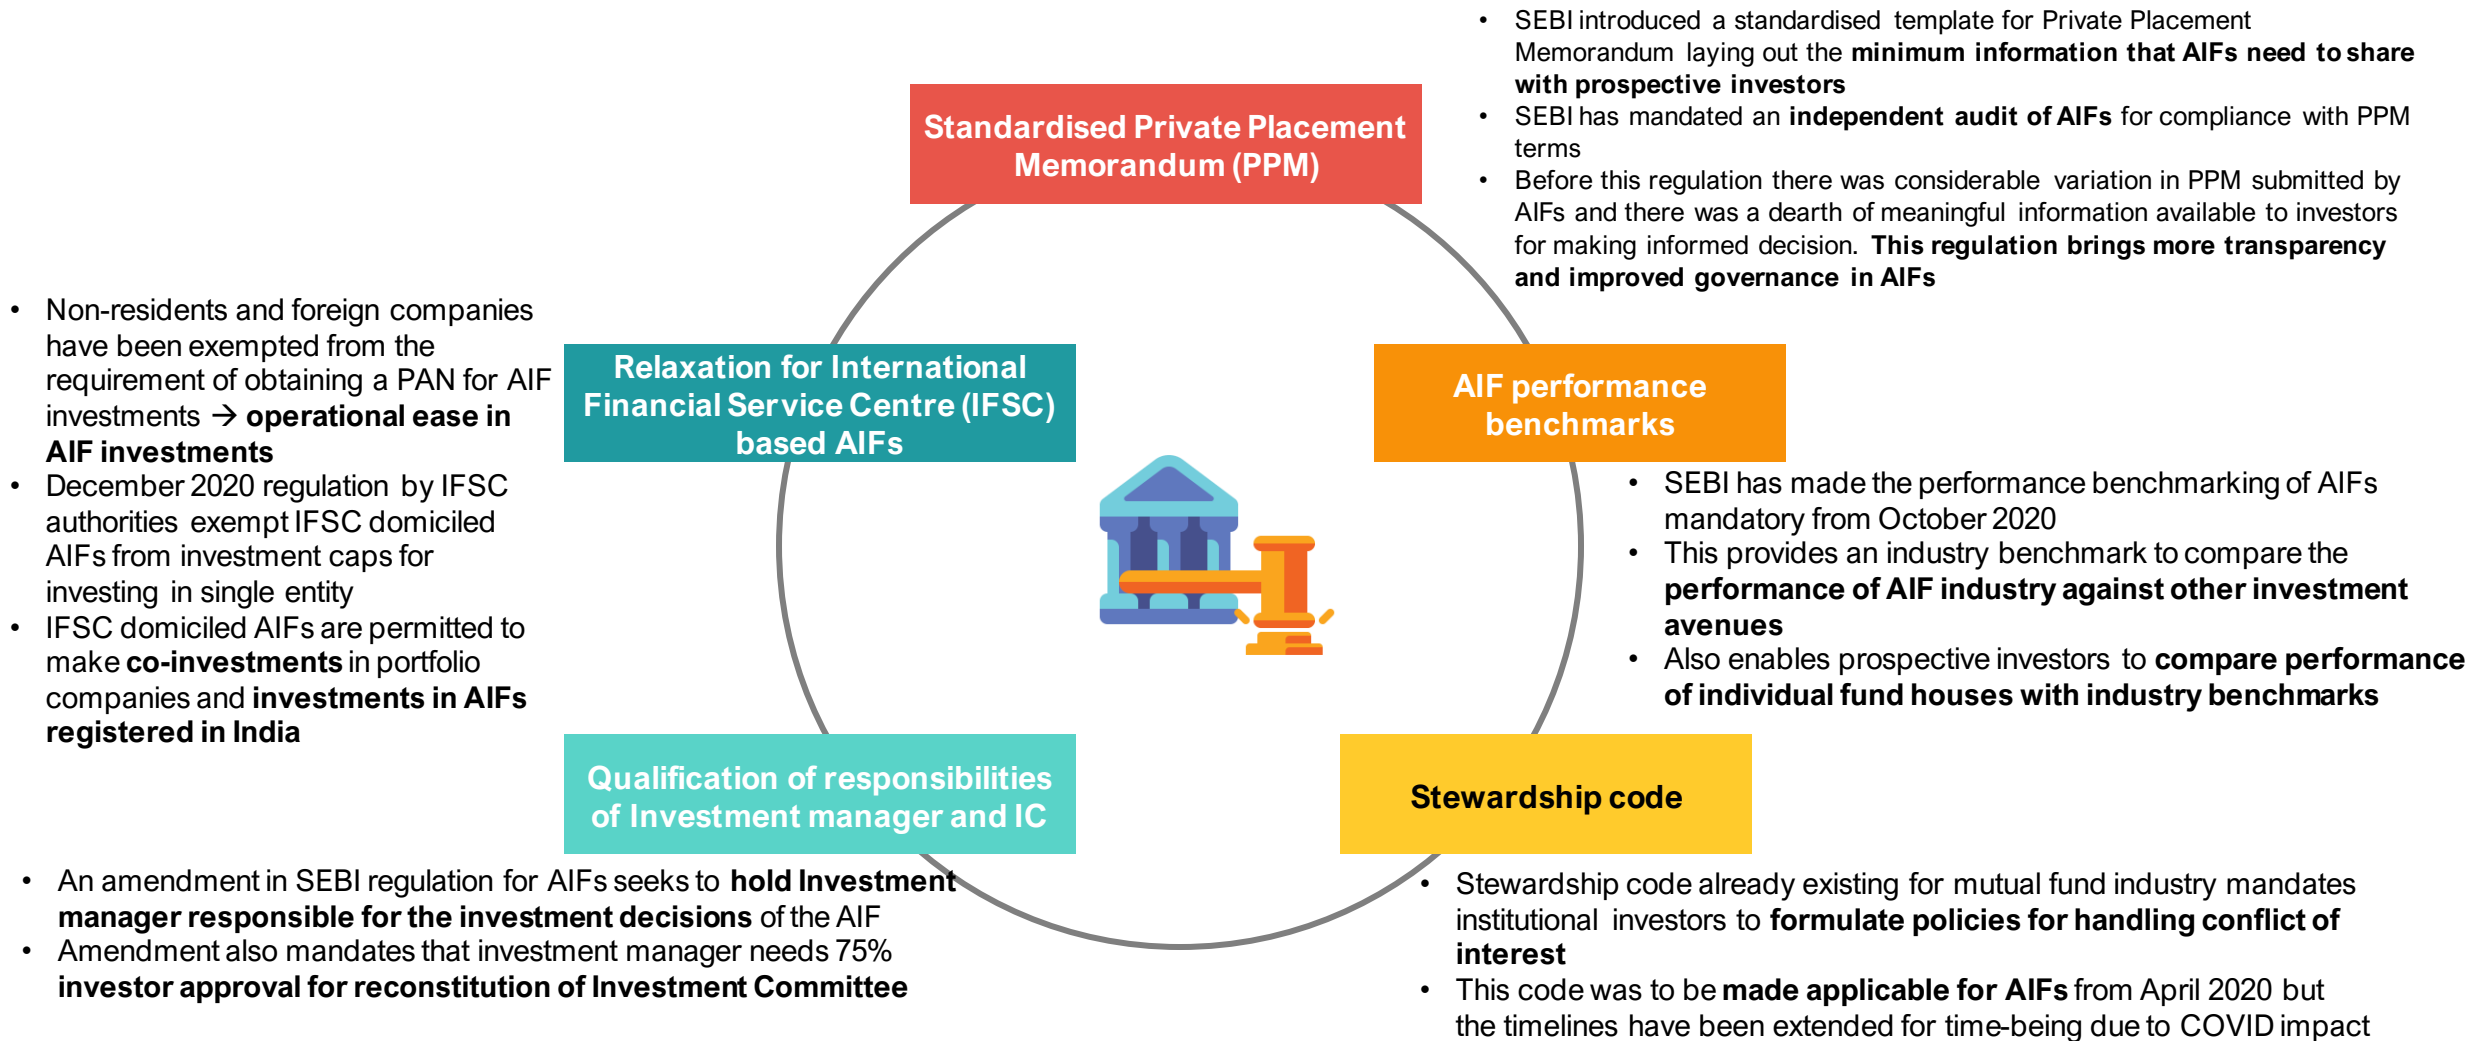 Standardised Private Placement
Memorandum (PPM)
• SEBI introduced a standardised template for Private Placement
Memorandum laying out the minimum information that AIFs need to share
with prospective investors
• SEBI has mandated an independent audit of AIFs for compliance with PPM
terms
• Before this regulation there was considerable variation in PPM submitted by
AIFs and there was a dearth of meaningful information available to investors
for making informed decision. This regulation brings more transparency
and improved governance in AIFs
AIF performance
benchmarks
• SEBI has made the performance benchmarking of AIFs
mandatory from October 2020
• This provides an industry benchmark to compare the
performance of AIF industry against other investment
avenues
• Also enables prospective investors to compare performance
of individual fund houses with industry benchmarks
Stewardship code
• Stewardship code already existing for mutual fund industry mandates
institutional investors to formulate policies for handling conflict of
interest
• This code was to be made applicable for AIFs from April 2020 but
the timelines have been extended for time-being due to COVID impact
Qualification of responsibilities
of Investment manager and IC
• An amendment in SEBI regulation for AIFs seeks to hold Investment
manager responsible for the investment decisions of the AIF
• Amendment also mandates that investment manager needs 75%
investor approval for reconstitution of Investment Committee
Relaxation for International
Financial Service Centre (IFSC)
based AIFs
• Non-residents and foreign companies
have been exempted from the
requirement of obtaining a PAN for AIF
investments → operational ease in
AIF investments
• December 2020 regulation by IFSC
authorities exempt IFSC domiciled
AIFs from investment caps for
investing in single entity
• IFSC domiciled AIFs are permitted to
make co-investments in portfolio
companies and investments in AIFs
registered in India